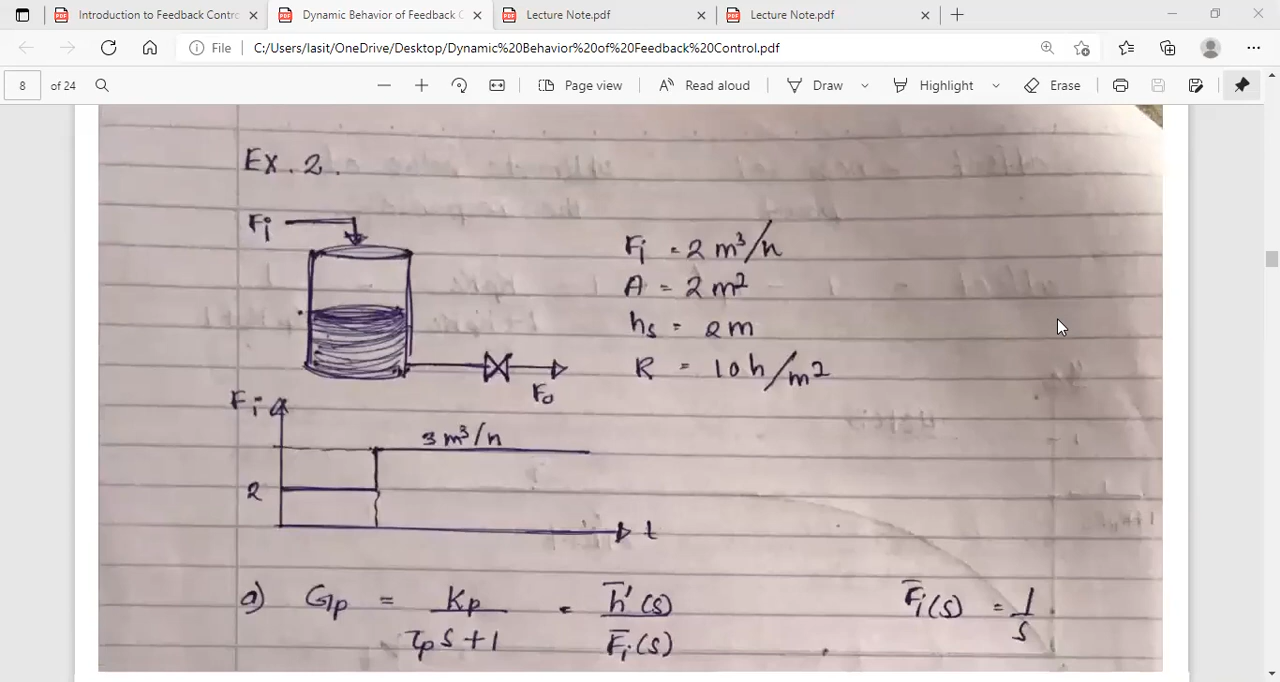 Introduction to Feedback Contro
Dynamic Behavior of Feedback C
Lecture Note.pdf
Lecture Note.pdf
File
C:/Users/lasit/OneDrive/Desktop/Dynamic%20Behavior%20of%20Feedback%20Control.pdf
8 of 24
Page view
Read aloud
Draw
Highlight
Erase
Ex. 2.
Fi
Fi = 2 m³/h
A = 2 m²
hs = 2m
R = 10 h/m²
Fo
Fi
3 m³/h
2
t
a) Gp = Kp / τp s + 1 = h̄'(s) / F̄i(s)
F̄i(s) = 1/s